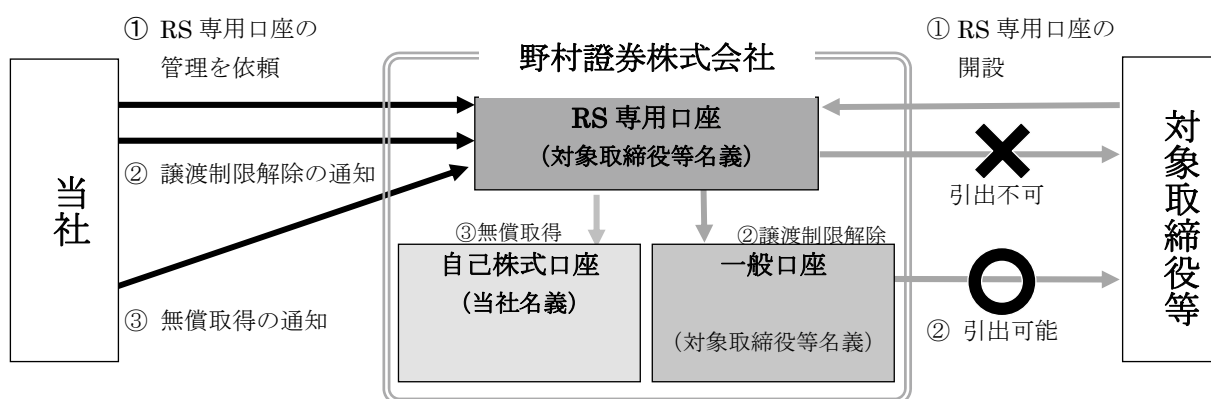 ① RS 専用口座の
管理を依頼
野村證券株式会社
① RS 専用口座の
開設
当社
RS 専用口座
(対象取締役等名義)
対象取締役等
② 譲渡制限解除の通知
引出不可
③無償取得
②譲渡制限解除
自己株式口座
(当社名義)
一般口座
(対象取締役等名義)
③ 無償取得の通知
② 引出可能